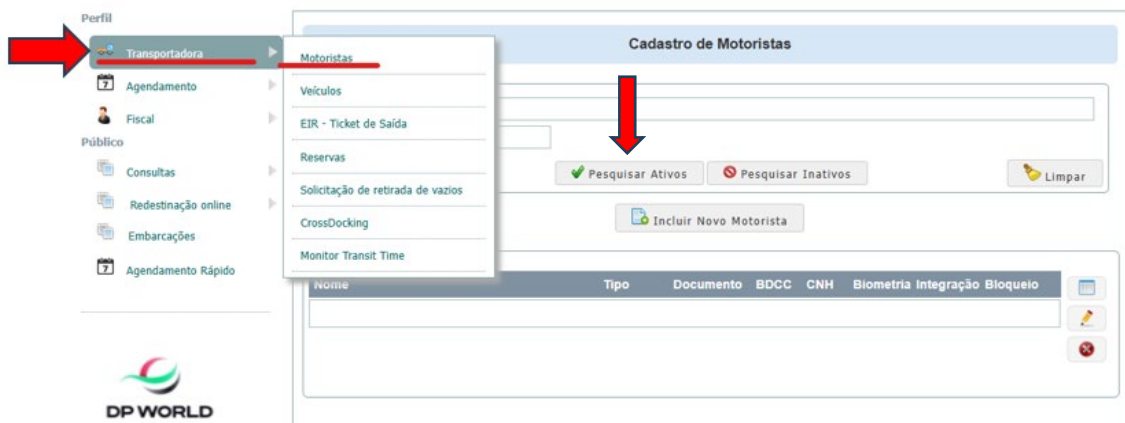 Perfil
Transportadora
Agendamento
Fiscal
Público
Consultas
Redestinação online
Embarcações
Agendamento Rápido
DP WORLD
Motoristas
Veículos
EIR - Ticket de Saída
Reservas
Solicitação de retirada de vazios
CrossDocking
Monitor Transit Time
Cadastro de Motoristas
Pesquisar Ativos Pesquisar Inativos Limpar
Incluir Novo Motorista
Nome Tipo Documento BDCC CNH Biometria Integração Bloqueio